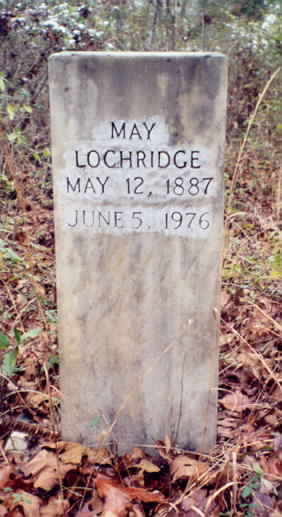 MAY
LOCHRIDGE
MAY 12, 1887
JUNE 5, 1976